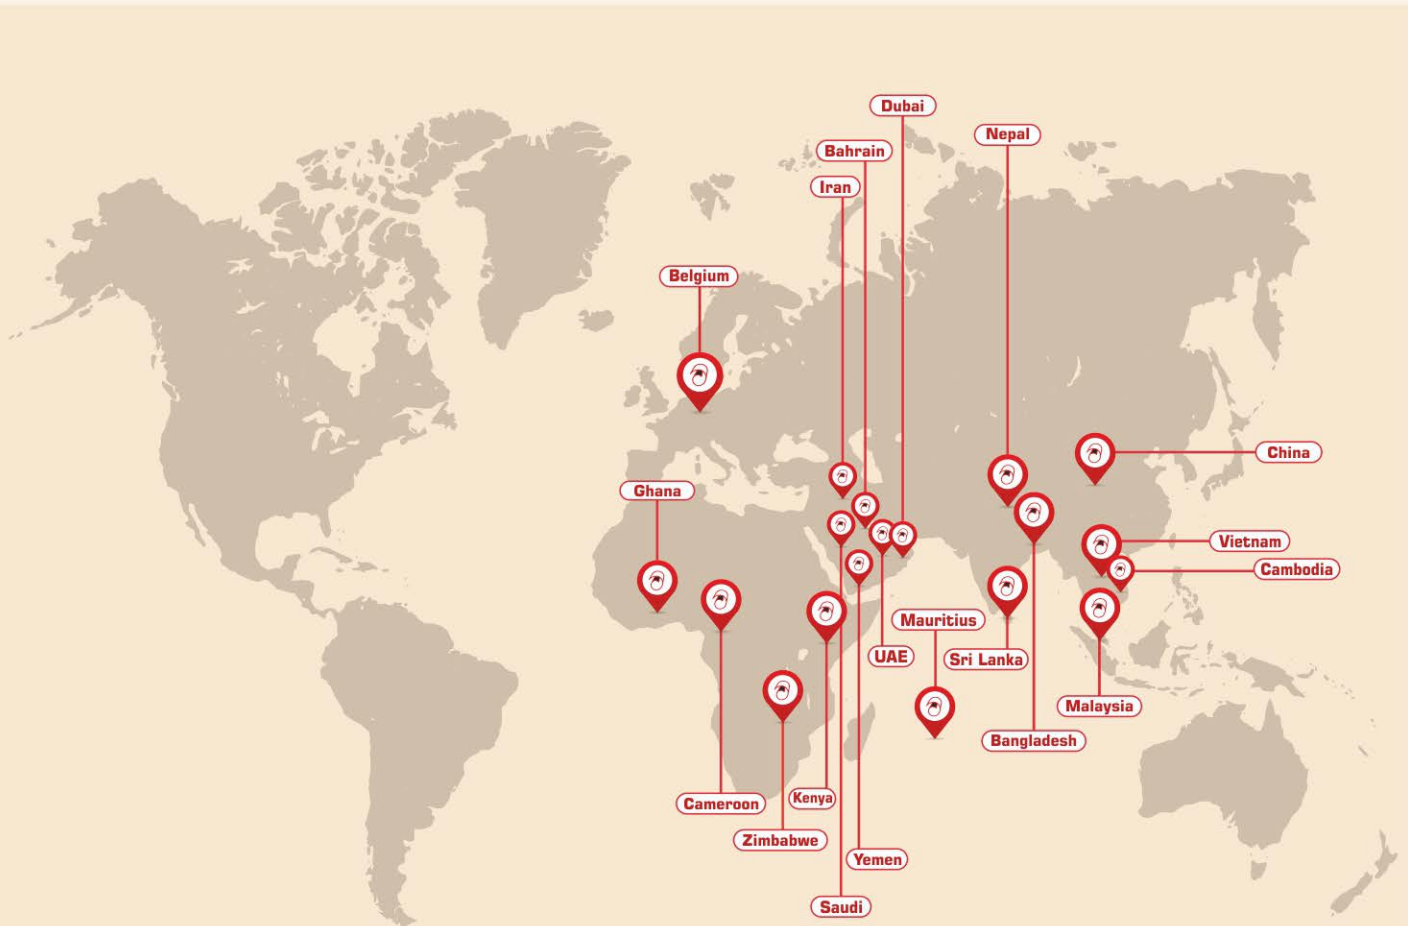 Dubai
Nepal
Bahrain
Iran
Belgium
China
Ghana
Vietnam
Cambodia
Mauritius
UAE
Sri Lanka
Malaysia
Bangladesh
Kenya
Cameroon
Zimbabwe
Yemen
Saudi